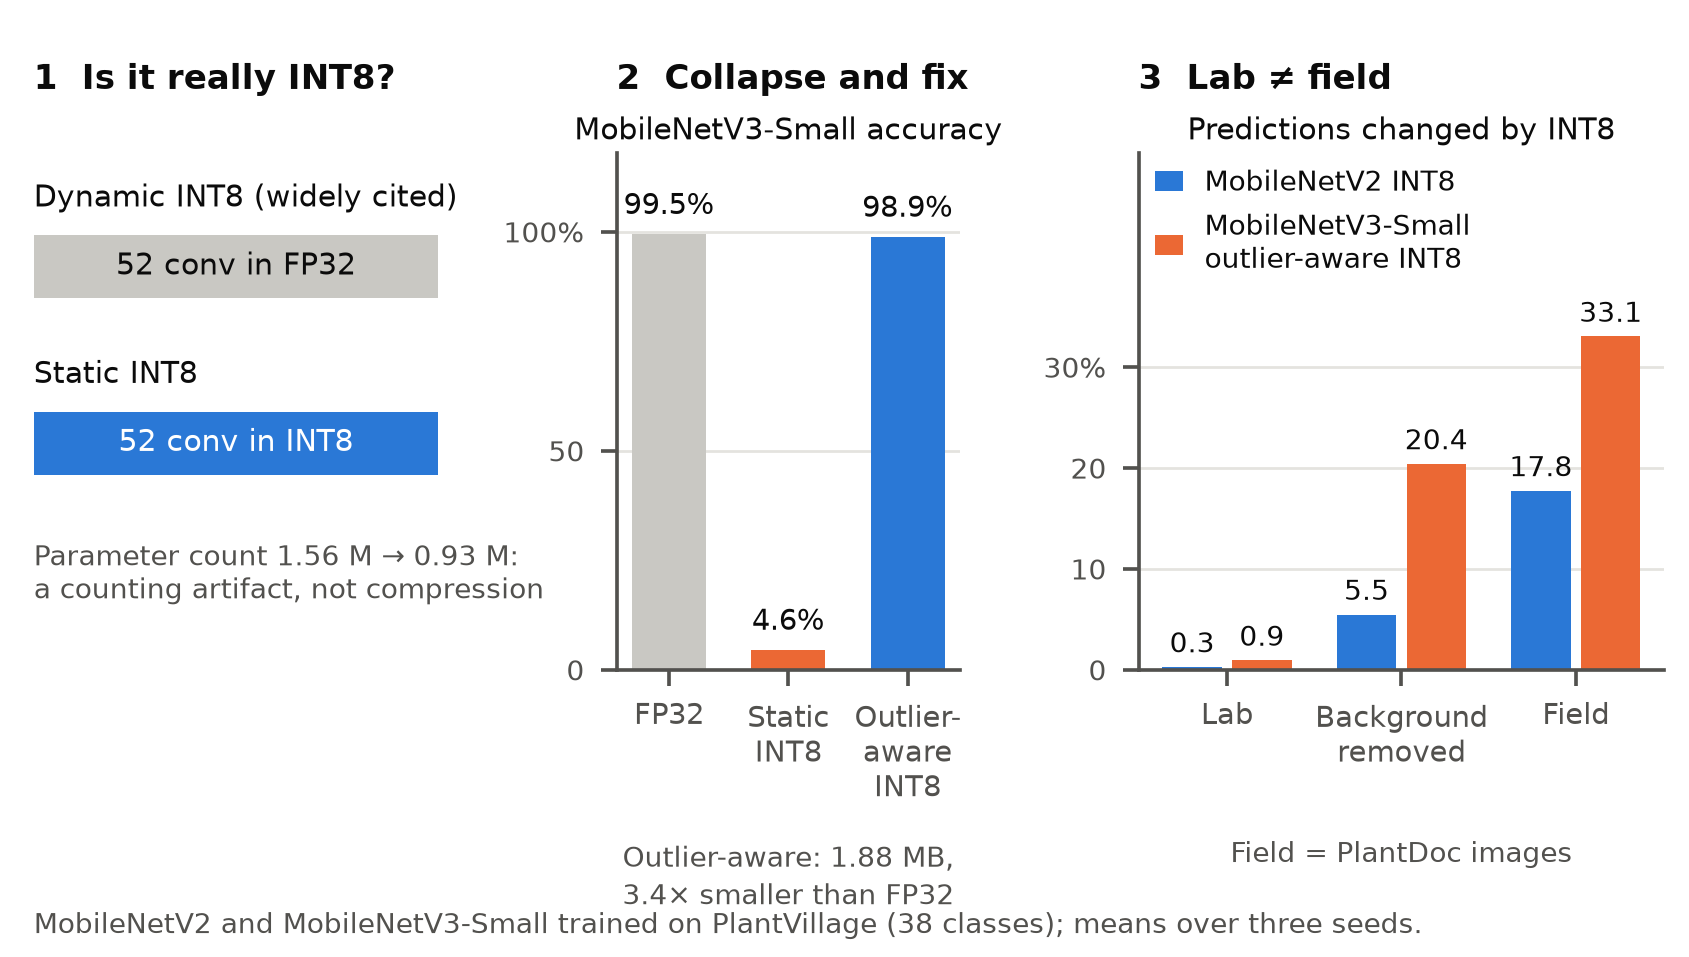 1 Is it really INT8?
Dynamic INT8 (widely cited)
52 conv in FP32
Static INT8
52 conv in INT8
Parameter count 1.56 M → 0.93 M:
a counting artifact, not compression
2 Collapse and fix
MobileNetV3-Small accuracy
99.5%
98.9%
100%
50
4.6%
0
FP32
Static
INT8
Outlier-
aware
INT8
Outlier-aware: 1.88 MB,
3.4× smaller than FP32
3 Lab ≠ field
Predictions changed by INT8
MobileNetV2 INT8
MobileNetV3-Small
outlier-aware INT8
33.1
30%
20.4
20
17.8
10
5.5
0.3
0.9
0
Lab
Background
removed
Field
Field = PlantDoc images
MobileNetV2 and MobileNetV3-Small trained on PlantVillage (38 classes); means over three seeds.